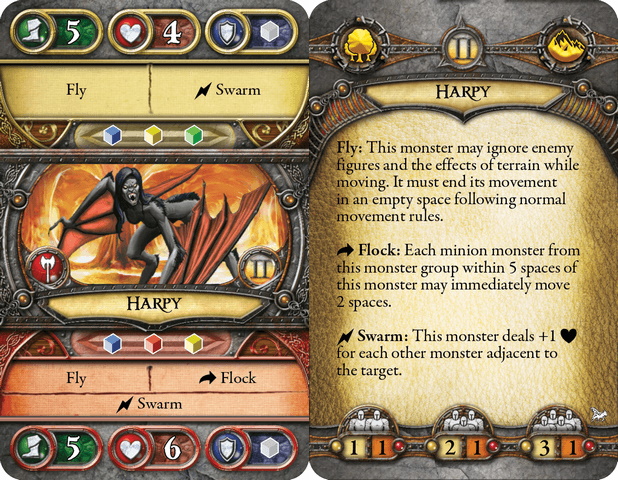 5 4
Fly Swarm
HARPY
II
Fly Flock
Swarm
5 6
II
HARPY
Fly: This monster may ignore enemy
figures and the effects of terrain while
moving. It must end its movement
in an empty space following normal
movement rules.
Flock: Each minion monster from
this monster group within 5 spaces of
this monster may immediately move
2 spaces.
Swarm: This monster deals +1
for each other monster adjacent to
the target.
1 1 2 1 3 1